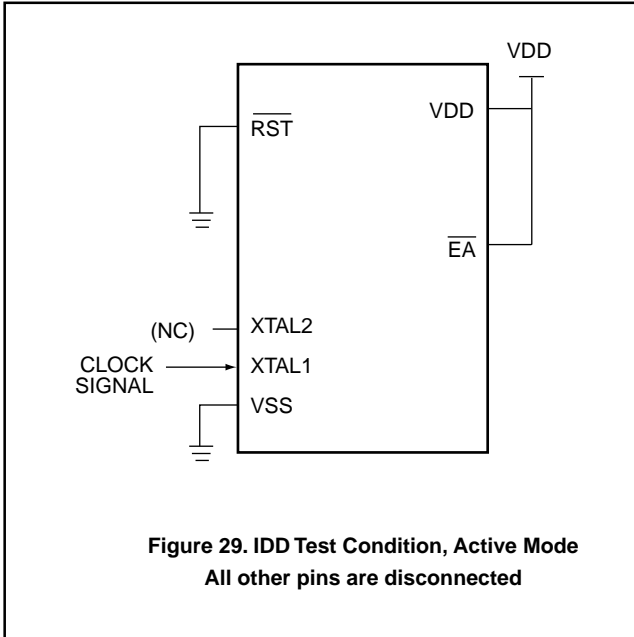 VDD
VDD
RST
EA
(NC)
XTAL2
CLOCK
SIGNAL
XTAL1
VSS
Figure 29. IDD Test Condition, Active Mode
All other pins are disconnected